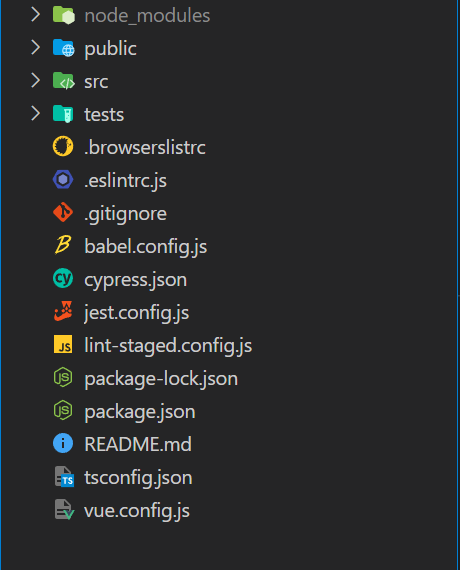 node_modules
public
src
tests
.browserslistrc
.eslintrc.js
.gitignore
babel.config.js
cypress.json
jest.config.js
lint-staged.config.js
package-lock.json
package.json
README.md
tsconfig.json
vue.config.js